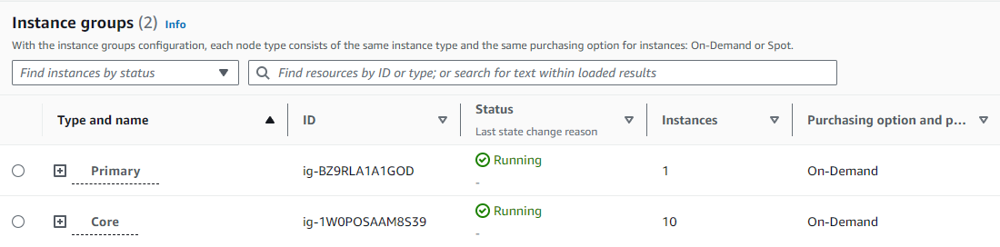 Instance groups (2) Info
With the instance groups configuration, each node type consists of the same instance type and the same purchasing option for instances: On-Demand or Spot.
Find instances by status Find resources by ID or type; or search for text within loaded results
Type and name ID Status Instances Purchasing option and p...
Last state change reason
Primary ig-BZ9RLA1A1GOD Running 1 On-Demand
-
Core ig-1W0POSAAM8S39 Running 10 On-Demand
-